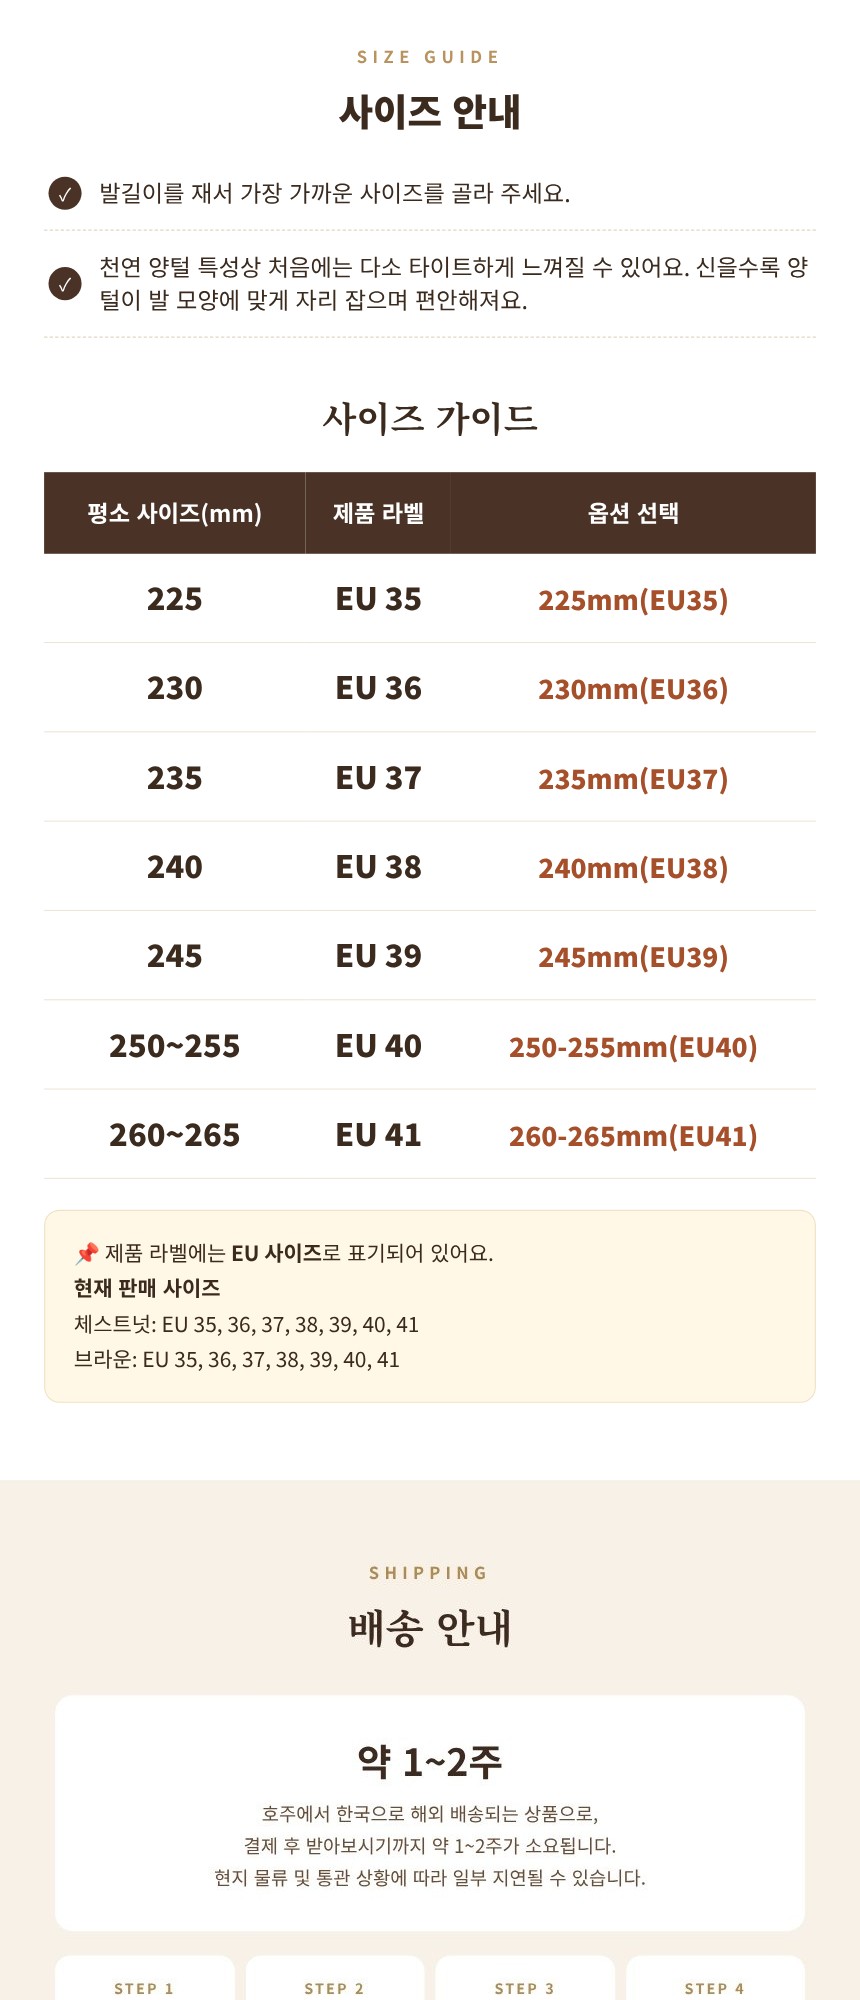 SIZE GUIDE
사이즈 안내
✓ 발길이를 재서 가장 가까운 사이즈를 골라 주세요.
✓ 천연 양털 특성상 처음에는 다소 타이트하게 느껴질 수 있어요. 신을수록 양
털이 발 모양에 맞게 자리 잡으며 편안해져요.
사이즈 가이드
평소 사이즈(mm) 제품 라벨 옵션 선택
225 EU 35 225mm(EU35)
230 EU 36 230mm(EU36)
235 EU 37 235mm(EU37)
240 EU 38 240mm(EU38)
245 EU 39 245mm(EU39)
250~255 EU 40 250-255mm(EU40)
260~265 EU 41 260-265mm(EU41)
📌 제품 라벨에는 EU 사이즈로 표기되어 있어요.
현재 판매 사이즈
체스트넛: EU 35, 36, 37, 38, 39, 40, 41
브라운: EU 35, 36, 37, 38, 39, 40, 41
SHIPPING
배송 안내
약 1~2주
호주에서 한국으로 해외 배송되는 상품으로,
결제 후 받아보시기까지 약 1~2주가 소요됩니다.
현지 물류 및 통관 상황에 따라 일부 지연될 수 있습니다.
STEP 1 STEP 2 STEP 3 STEP 4